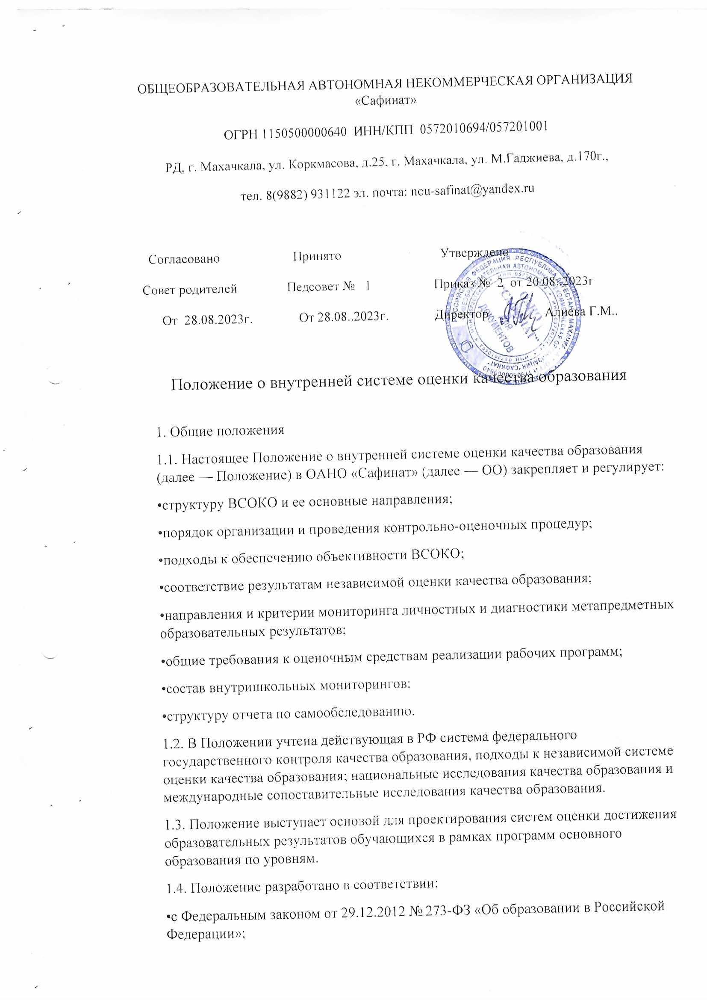 ОБЩЕОБРАЗОВАТЕЛЬНАЯ АВТОНОМНАЯ НЕКОММЕРЧЕСКАЯ ОРГАНИЗАЦИЯ
«Сафинат»
ОГРН 1150500000640 ИНН/КПП 0572010694/057201001
РД, г. Махачкала, ул. Коркмасова, д.25, г. Махачкала, ул. М.Гаджиева, д.170г.,
тел. 8(9882) 931122 эл. почта: nou-safinat@yandex.ru
Согласовано Принято Утверждено
Совет родителей Педсовет № 1 Приказ № 2 от 20.08..2023г
От 28.08.2023г. От 28.08..2023г. Директор Алиева Г.М..
РОССИЙСКАЯ ФЕДЕРАЦИЯ РЕСПУБЛИКА ДАГЕСТАН
"САФИНАТ"
ДЛЯ
ДОКУМЕНТОВ
Положение о внутренней системе оценки качества образования
1. Общие положения
1.1. Настоящее Положение о внутренней системе оценки качества образования
(далее — Положение) в ОАНО «Сафинат» (далее — ОО) закрепляет и регулирует:
•структуру ВСОКО и ее основные направления;
•порядок организации и проведения контрольно-оценочных процедур;
•подходы к обеспечению объективности ВСОКО;
•соответствие результатам независимой оценки качества образования;
•направления и критерии мониторинга личностных и диагностики метапредметных
образовательных результатов;
•общие требования к оценочным средствам реализации рабочих программ;
•состав внутришкольных мониторингов;
•структуру отчета по самообследованию.
1.2. В Положении учтена действующая в РФ система федерального
государственного контроля качества образования, подходы к независимой системе
оценки качества образования; национальные исследования качества образования и
международные сопоставительные исследования качества образования.
1.3. Положение выступает основой для проектирования систем оценки достижения
образовательных результатов обучающихся в рамках программ основного
образования по уровням.
1.4. Положение разработано в соответствии:
•с Федеральным законом от 29.12.2012 № 273-ФЗ «Об образовании в Российской
Федерации»;